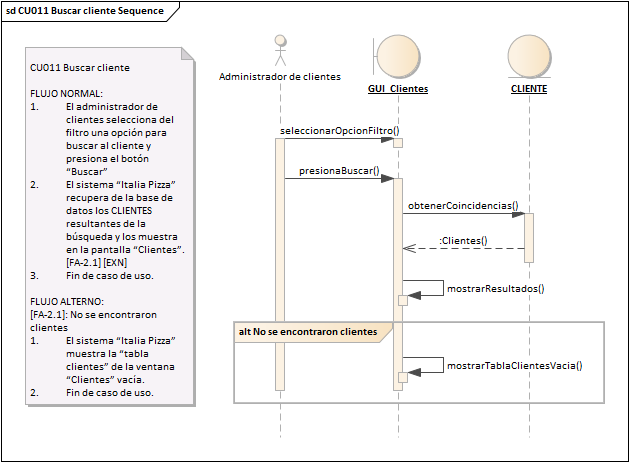 sd CU011 Buscar cliente Sequence
CU011 Buscar cliente
FLUJO NORMAL:
1. El administrador de
clientes selecciona del
filtro una opción para
buscar al cliente y
presiona el botón
“Buscar”
2. El sistema “Italia Pizza”
recupera de la base de
datos los CLIENTES
resultantes de la
búsqueda y los muestra
en la pantalla “Clientes”.
[FA-2.1] [EXN]
3. Fin de caso de uso.
FLUJO ALTERNO:
[FA-2.1]: No se encontraron
clientes
1. El sistema “Italia Pizza”
muestra la “tabla
clientes” de la ventana
“Clientes” vacía.
2. Fin de caso de uso.
Administrador de clientes
GUI_Clientes
CLIENTE
seleccionarOpcionFiltro()
presionaBuscar()
obtenerCoincidencias()
:Clientes()
mostrarResultados()
alt No se encontraron clientes
mostrarTablaClientesVacia()